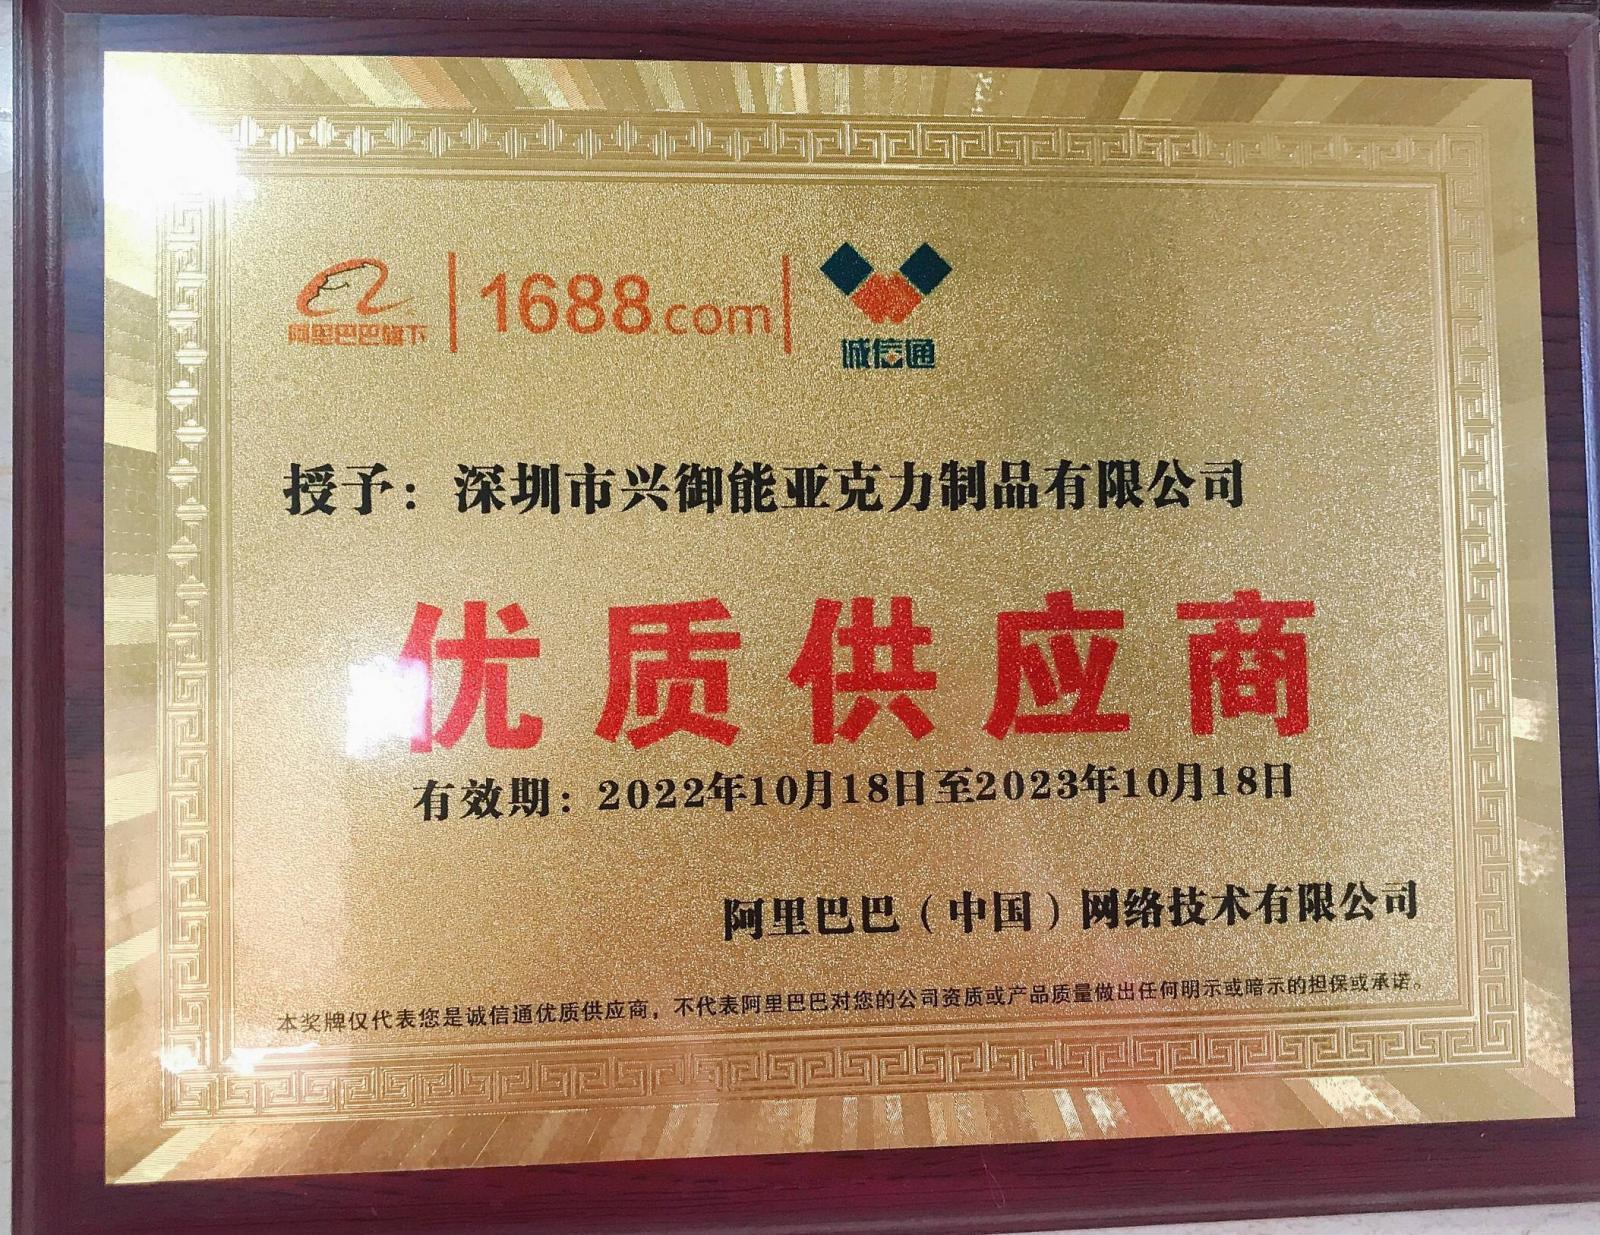 阿里巴巴旗下 1688.com 诚信通
授予：深圳市兴御能亚克力制品有限公司
优质供应商
有效期：2022年10月18日至2023年10月18日
阿里巴巴（中国）网络技术有限公司
本奖牌仅代表您是诚信通优质供应商，不代表阿里巴巴对您的公司资质或产品质量做出任何明示或暗示的担保或承诺。